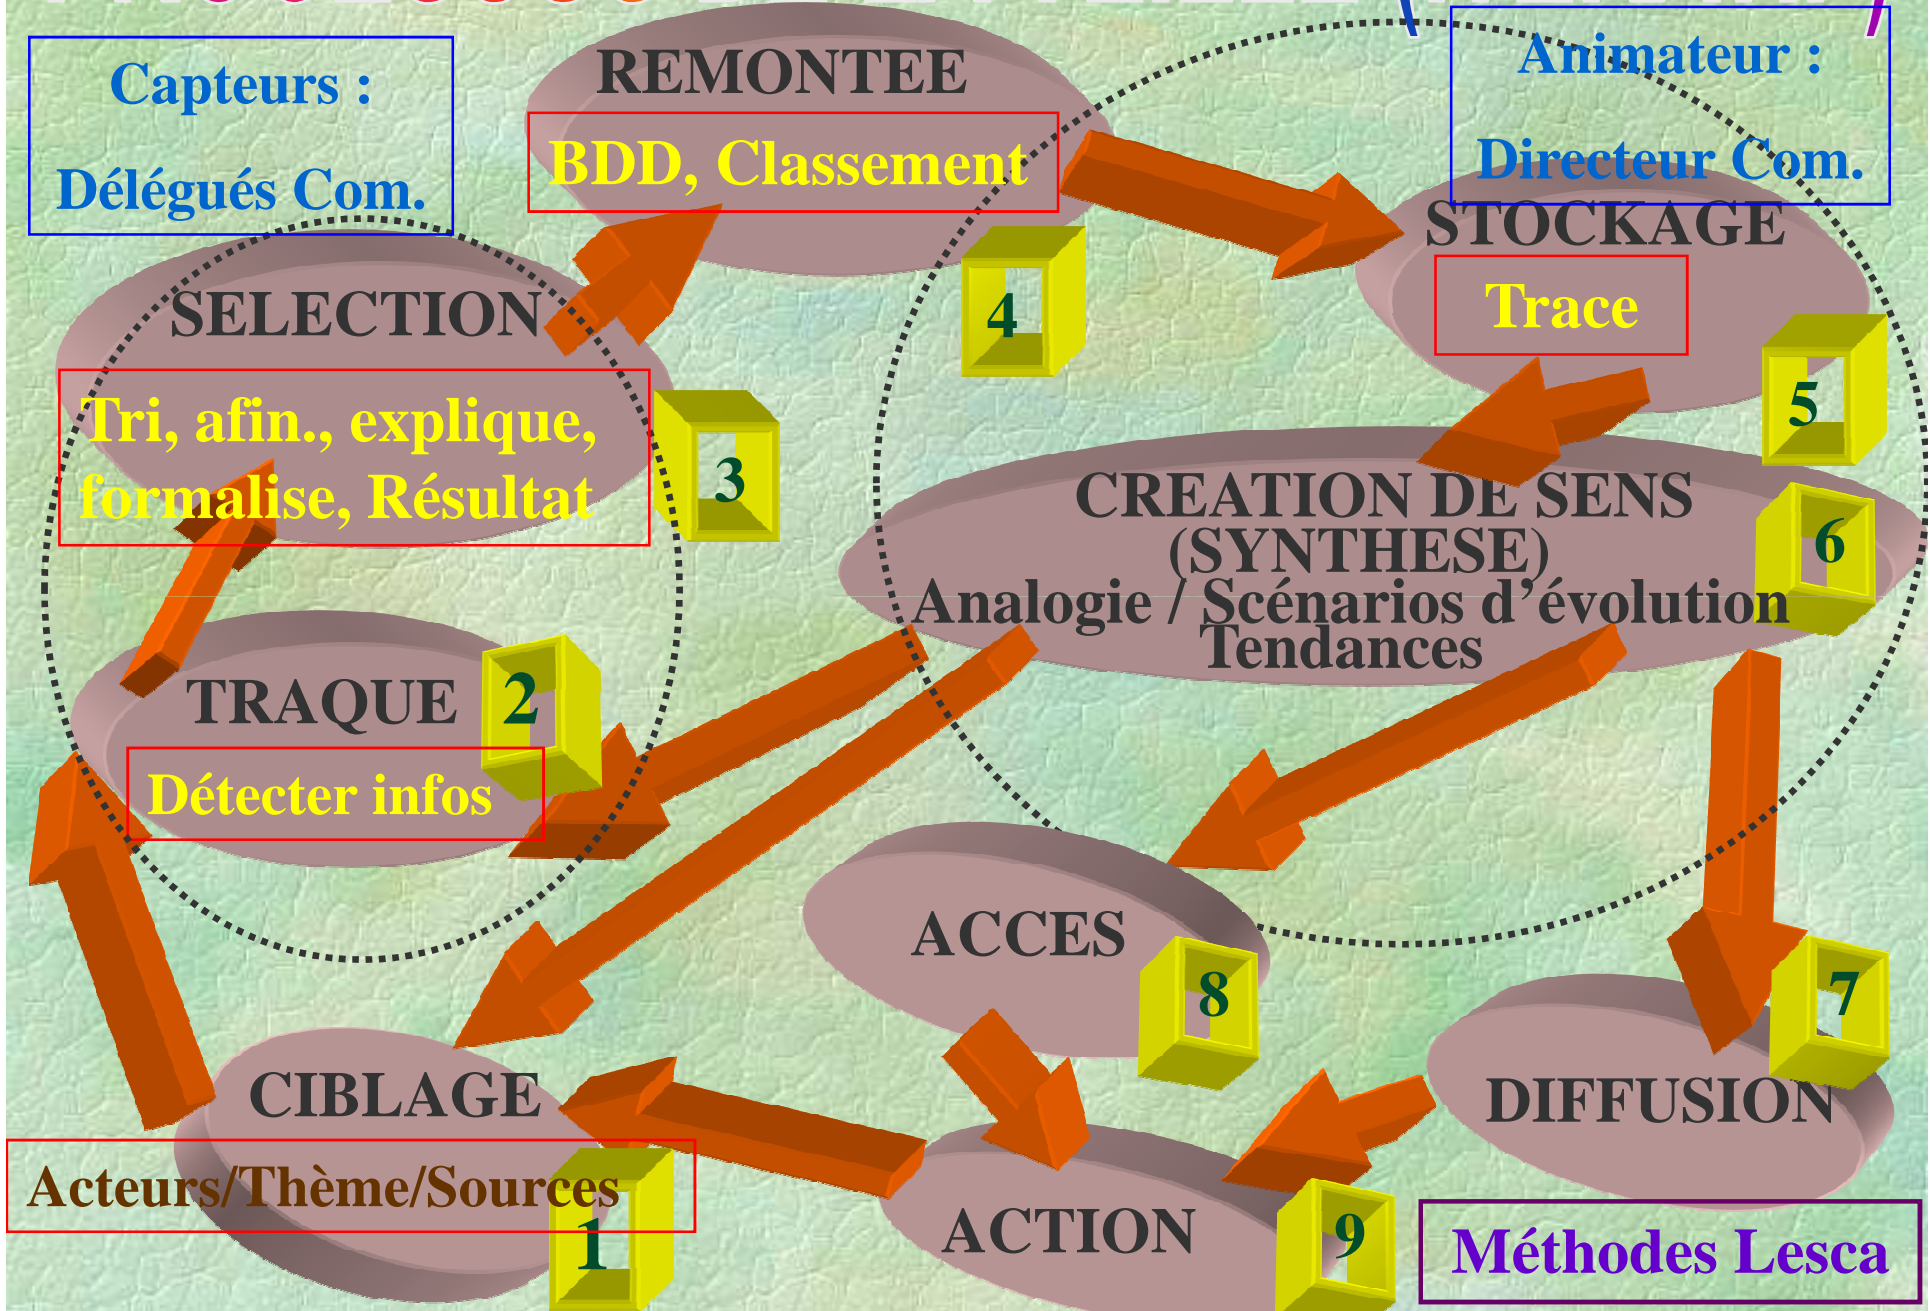 Capteurs :
Délégués Com.
REMONTEE
BDD, Classement
Animateur :
Directeur Com.
STOCKAGE
Trace
SELECTION
Tri, afin., explique,
formalise, Résultat
4
5
3
CREATION DE SENS
(SYNTHESE)
Analogie / Scénarios d’évolution
Tendances
6
TRAQUE
2
Détecter infos
ACCES
8
7
CIBLAGE
Acteurs/Thème/Sources
1
DIFFUSION
ACTION
9
Méthodes Lesca